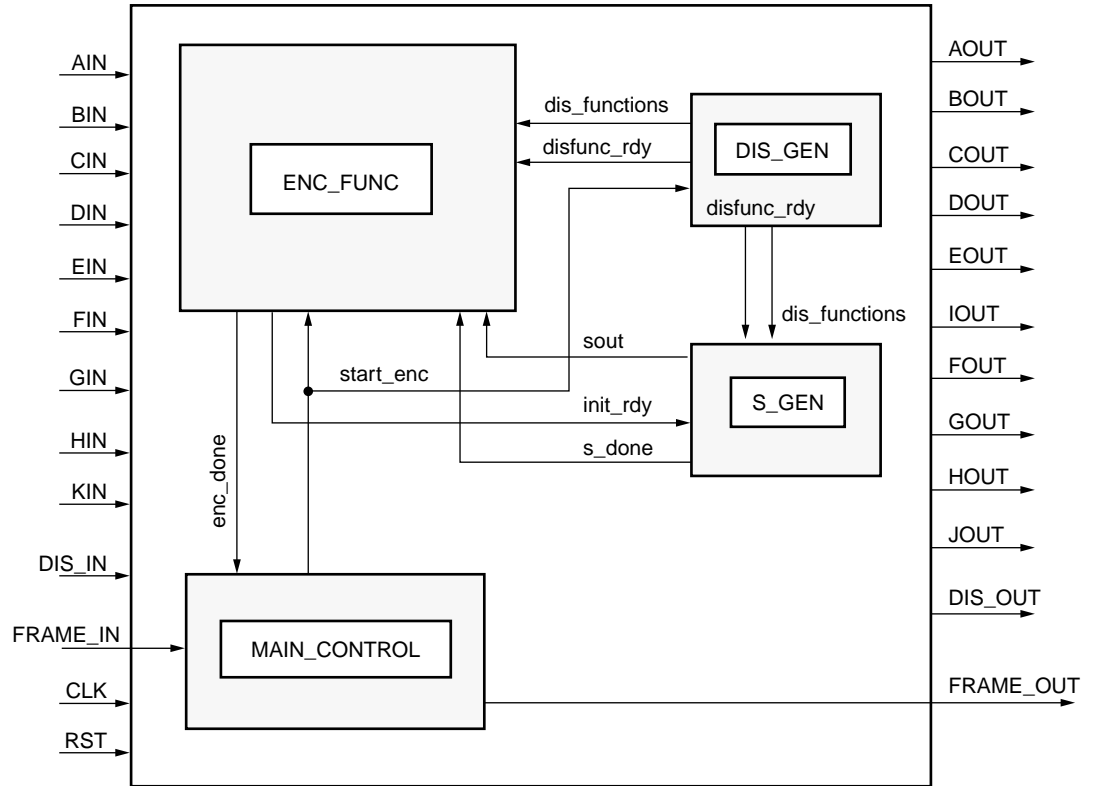 AIN
BIN
CIN
DIN
EIN
FIN
GIN
HIN
KIN
DIS_IN
FRAME_IN
CLK
RST
ENC_FUNC
dis_functions
disfunc_rdy
DIS_GEN
disfunc_rdy
dis_functions
sout
start_enc
init_rdy
s_done
S_GEN
enc_done
MAIN_CONTROL
AOUT
BOUT
COUT
DOUT
EOUT
IOUT
FOUT
GOUT
HOUT
JOUT
DIS_OUT
FRAME_OUT